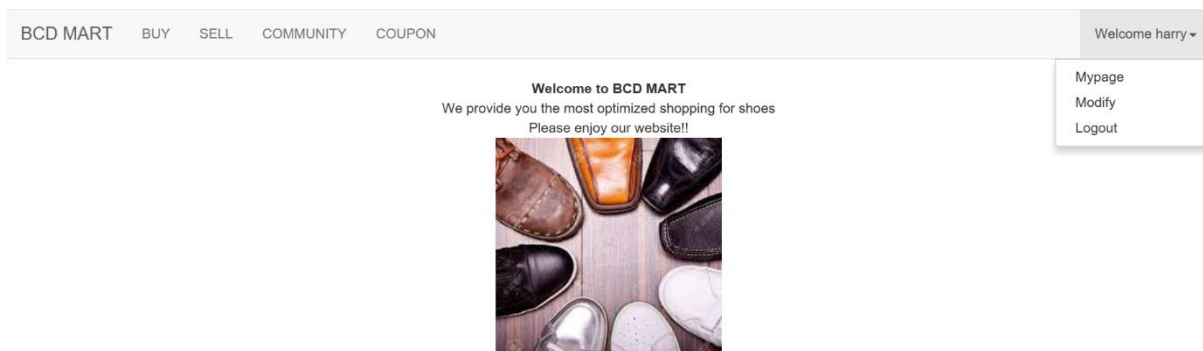 BCD MART BUY SELL COMMUNITY COUPON Welcome harry
Mypage
Modify
Logout
Welcome to BCD MART
We provide you the most optimized shopping for shoes
Please enjoy our website!!